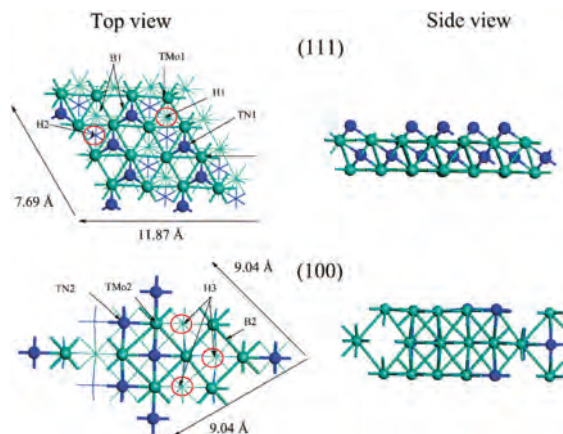 Top view
Side view
(111)
B1
TMo1
H1
H2
TN1
7.69 Å
11.87 Å
(100)
9.04 Å
TN2
TMo2
H3
B2
9.04 Å